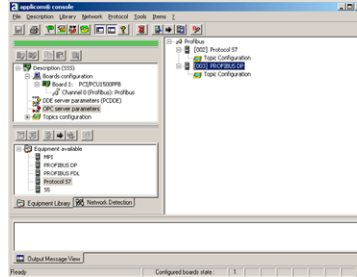 applicom® console
File Description Library Network Protocol Tools Items ?
Description (SSS)
Boards configuration
Board 1: PCI/PCU1500PFB
Channel 0 (Profibus): Profibus
DDE server parameters (PCDDE)
OPC server parameters
Topics configuration
Equipment available
MPI
PROFIBUS DP
PROFIBUS FDL
Protocol S7
S5
Equipment Library
Network Detection
Profibus
[002] Protocol S7
Topic Configuration
[003] PROFIBUS DP
Topic Configuration
Output Message View
Ready
Configured boards state :
1